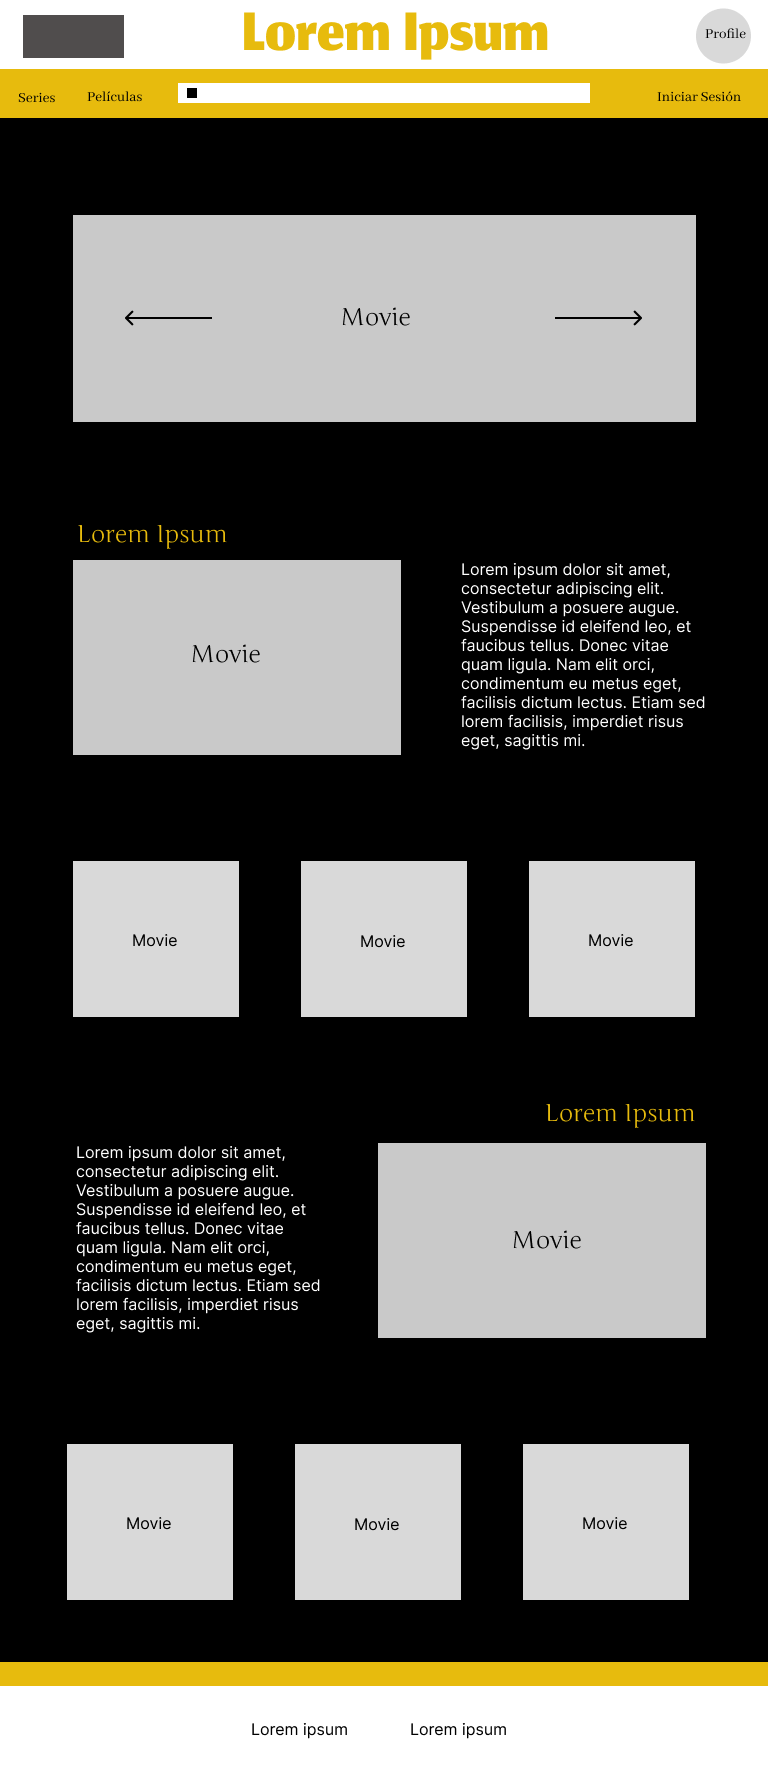 Lorem Ipsum
Profile
Series
Películas
Iniciar Sesión
Movie
Lorem Ipsum
Movie
Lorem ipsum dolor sit amet,
consectetur adipiscing elit.
Vestibulum a posuere augue.
Suspendisse id eleifend leo, et
faucibus tellus. Donec vitae
quam ligula. Nam elit orci,
condimentum eu metus eget,
facilisis dictum lectus. Etiam sed
lorem facilisis, imperdiet risus
eget, sagittis mi.
Movie
Movie
Movie
Lorem Ipsum
Lorem ipsum dolor sit amet,
consectetur adipiscing elit.
Vestibulum a posuere augue.
Suspendisse id eleifend leo, et
faucibus tellus. Donec vitae
quam ligula. Nam elit orci,
condimentum eu metus eget,
facilisis dictum lectus. Etiam sed
lorem facilisis, imperdiet risus
eget, sagittis mi.
Movie
Movie
Movie
Movie
Lorem ipsum
Lorem ipsum